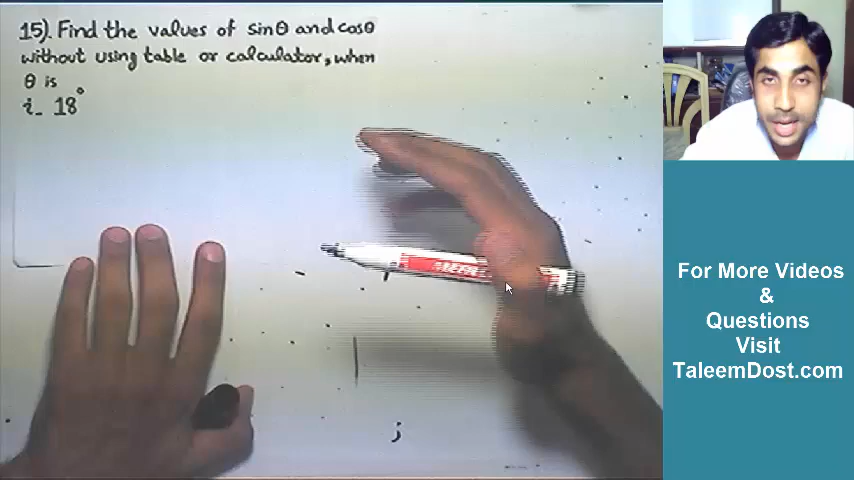 15). Find the values of sinθ and cosθ
without using table or calculator, when
θ is
i- 18°
For More Videos
&
Questions
Visit
TaleemDost.com